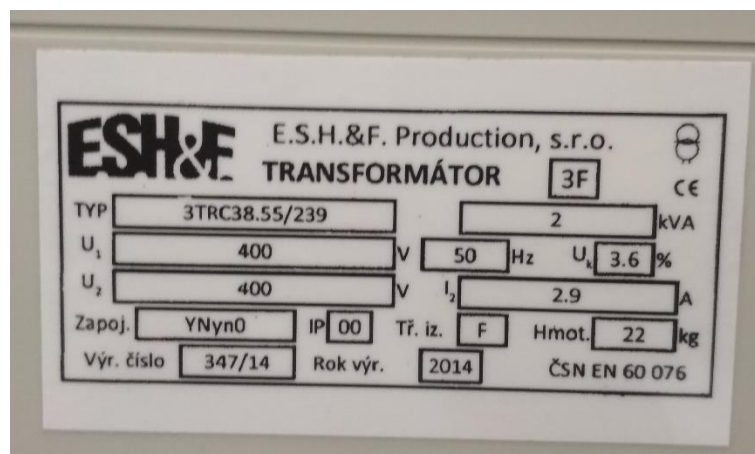 ESH&F. E.S.H.&F. Production, s.r.o.
TRANSFORMÁTOR 3F CE
TYP 3TRC38.55/239 2 kVA
U₁ 400 V 50 Hz Uₖ 3.6 %
U₂ 400 V I₂ 2.9 A
Zapoj. YNyn0 IP 00 Tř. iz. F Hmot. 22 kg
Výr. číslo 347/14 Rok výr. 2014 ČSN EN 60 076